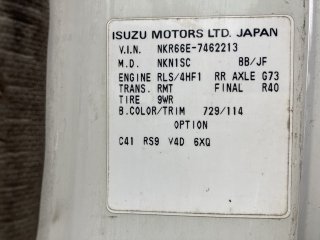 ISUZU MOTORS LTD. JAPAN
V.I.N. NKR66E-7462213
M.D. NKN1SC BB/JF
ENGINE RLS/4HF1 RR AXLE G73
TRANS. RMT FINAL R40
TIRE 9WR
B.COLOR/TRIM 729/114
OPTION
C41 RS9 V4D 6XQ